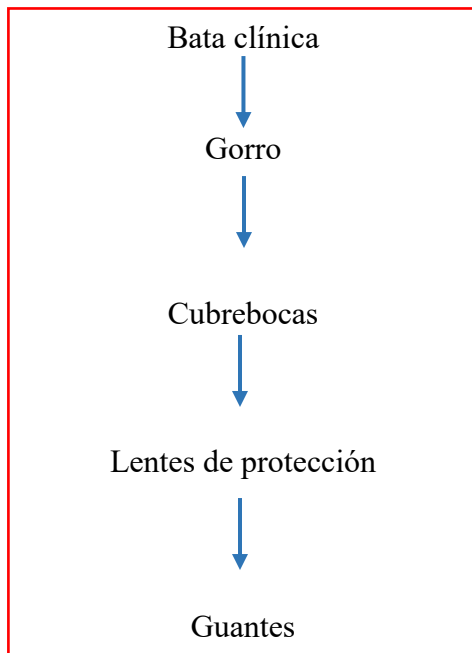 Bata clínica
Gorro
Cubrebocas
Lentes de protección
Guantes